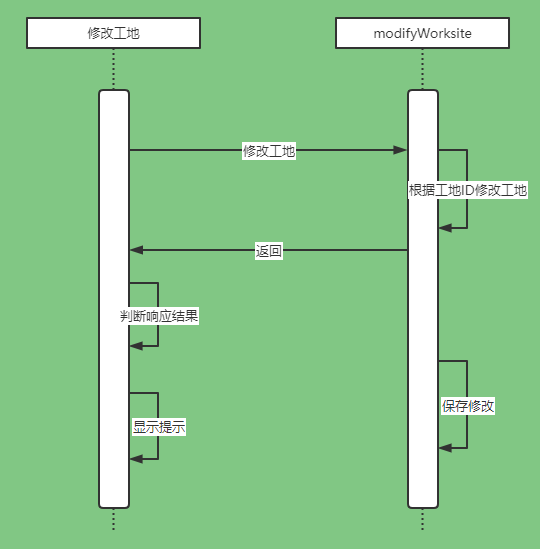 修改工地
modifyWorksite
修改工地
根据工地ID修改工地
返回
判断响应结果
保存修改
显示提示